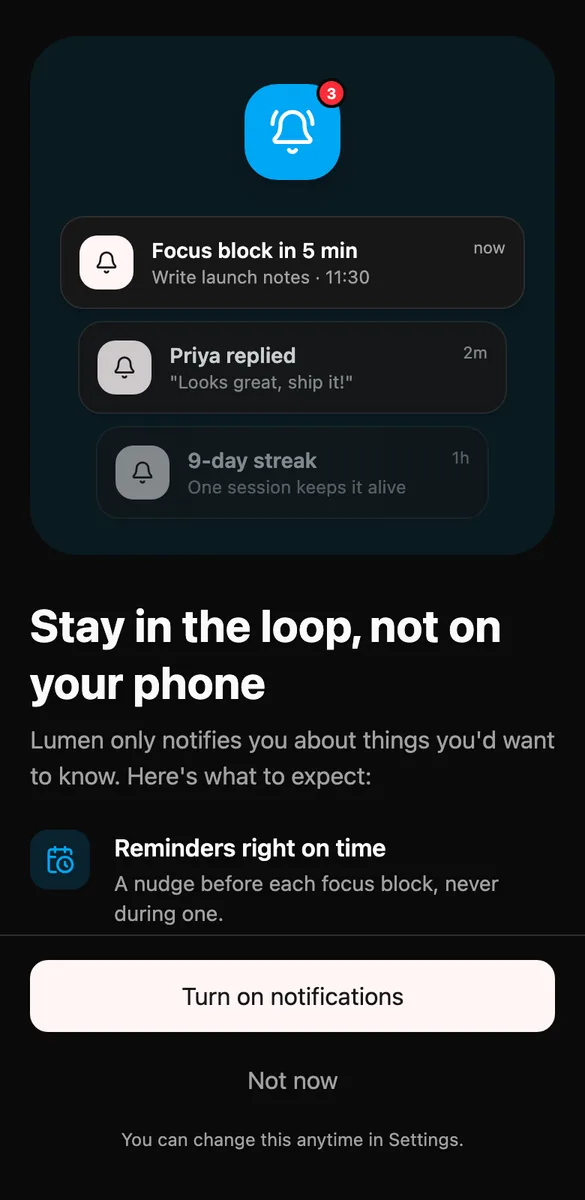 3
Focus block in 5 min
now
Write launch notes · 11:30
Priya replied
2m
"Looks great, ship it!"
9-day streak
1h
One session keeps it alive
Stay in the loop, not on
your phone
Lumen only notifies you about things you'd want
to know. Here's what to expect:
Reminders right on time
A nudge before each focus block, never
during one.
Turn on notifications
Not now
You can change this anytime in Settings.